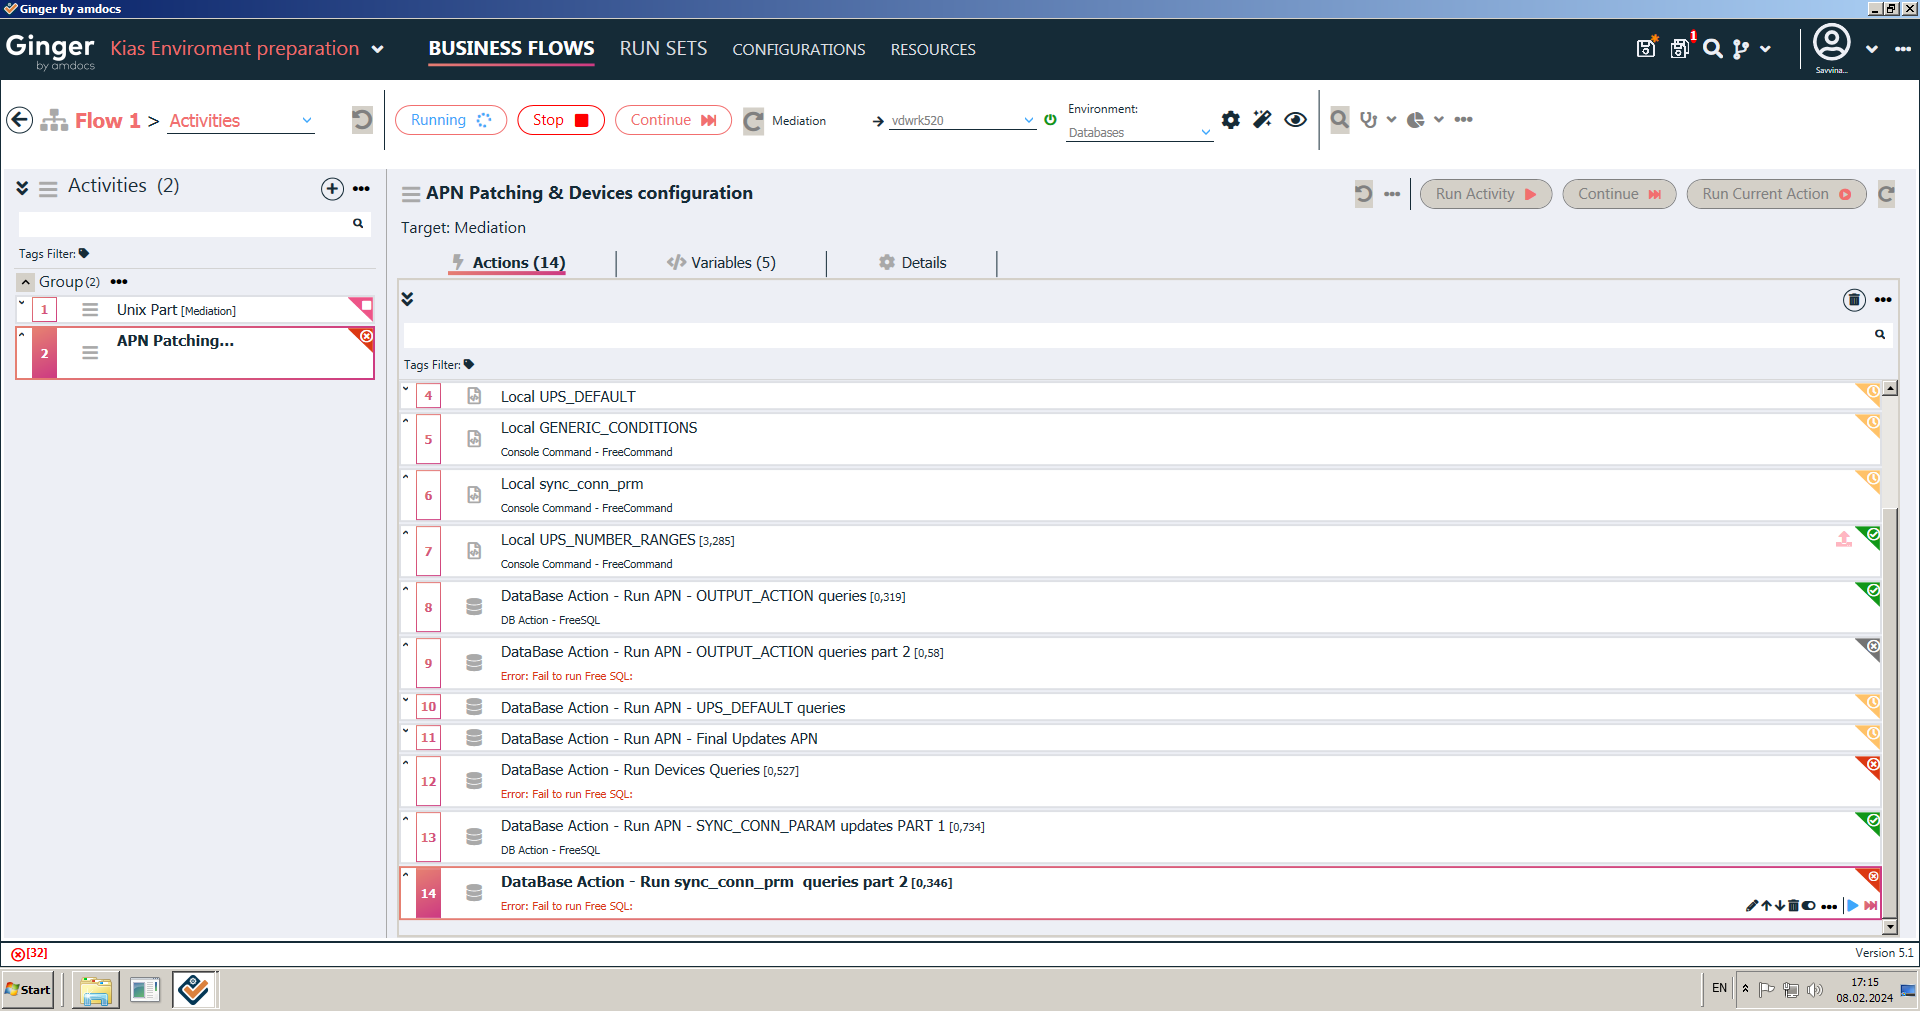 Ginger by amdocs
Ginger
by amdocs
Kias Enviroment preparation
BUSINESS FLOWS
RUN SETS
CONFIGURATIONS
RESOURCES
1
Savvina...
Flow 1 > Activities
Running
Stop
Continue
Mediation
vdwrk520
Environment:
Databases
Activities (2)
Tags Filter:
Group(2)
1
Unix Part [Mediation]
2
APN Patching...
APN Patching & Devices configuration
Run Activity
Continue
Run Current Action
Target: Mediation
Actions (14)
Variables (5)
Details
Tags Filter:
4
Local UPS_DEFAULT
5
Local GENERIC_CONDITIONS
Console Command - FreeCommand
6
Local sync_conn_prm
Console Command - FreeCommand
7
Local UPS_NUMBER_RANGES [3,285]
Console Command - FreeCommand
8
DataBase Action - Run APN - OUTPUT_ACTION queries [0,319]
DB Action - FreeSQL
9
DataBase Action - Run APN - OUTPUT_ACTION queries part 2 [0,58]
Error: Fail to run Free SQL:
10
DataBase Action - Run APN - UPS_DEFAULT queries
11
DataBase Action - Run APN - Final Updates APN
12
DataBase Action - Run Devices Queries [0,527]
Error: Fail to run Free SQL:
13
DataBase Action - Run APN - SYNC_CONN_PARAM updates PART 1 [0,734]
DB Action - FreeSQL
14
DataBase Action - Run sync_conn_prm queries part 2 [0,346]
Error: Fail to run Free SQL:
[32]
Version 5.1
Start
EN
17:15
08.02.2024